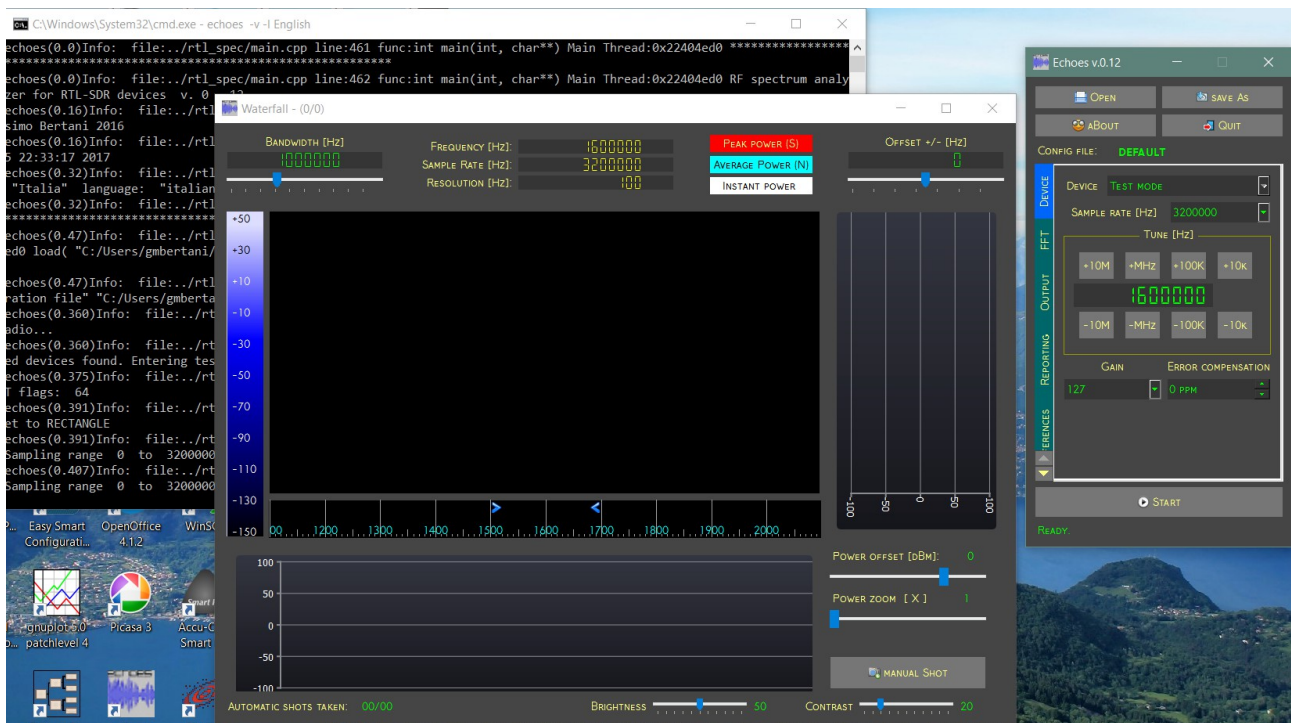 C:\Windows\System32\cmd.exe - echoes -v -l English
echoes(0.0)Info: file:../rtl_spec/main.cpp line:461 func:int main(int, char**) Main Thread:0x22404ed0 *****************
*******************************************************
echoes(0.0)Info: file:../rtl_spec/main.cpp line:462 func:int main(int, char**) Main Thread:0x22404ed0 RF spectrum analy
zer for RTL-SDR devices v. 0
echoes(0.16)Info: file:../rtl
simo Bertani 2016
echoes(0.16)Info: file:../rtl
5 22:33:17 2017
echoes(0.32)Info: file:../rtl
"Italia" language: "italian
echoes(0.32)Info: file:../rtl
******************************
echoes(0.47)Info: file:../rtl
ed0 load( "C:/Users/gmbertani/
echoes(0.47)Info: file:../rtl
ration file" "C:/Users/gmberta
echoes(0.360)Info: file:../rt
adio...
echoes(0.360)Info: file:../rt
ed devices found. Entering tes
echoes(0.375)Info: file:../rt
T flags: 64
echoes(0.391)Info: file:../rt
et to RECTANGLE
echoes(0.391)Info: file:../rt
Sampling range 0 to 3200000
echoes(0.407)Info: file:../rt
Sampling range 0 to 3200000
Easy Smart Configurati...
OpenOffice 4.1.2
WinSC
gnuplot 5.0 patchlevel 4
Picasa 3
Accu-C
Smart
Waterfall - (0/0)
Bandwidth [Hz]
1000000
Frequency [Hz]: 1600000
Sample Rate [Hz]: 3200000
Resolution [Hz]: 100
Peak power (S)
Average Power (N)
Instant power
Offset +/- [Hz]
0
+50
+30
+10
-10
-30
-50
-70
-90
-110
-130
-150
00 1200 1300 1400 1500 1600 1700 1800 1900 2000
-100 -50 0 50 100
100
50
0
-50
-100
Power offset [dBm]: 0
Power zoom [ X ] 1
Manual Shot
Automatic shots taken: 00/00
Brightness 50
Contrast 20
Echoes v.0.12
Open
Save As
About
Quit
Config file: DEFAULT
Device
FFT
Output
Reporting
erences
Device Test mode
Sample rate [Hz] 3200000
Tune [Hz]
+10M +MHz +100K +10K
1600000
-10M -MHz -100K -10K
Gain Error compensation
127 0 ppm
Start
Ready.